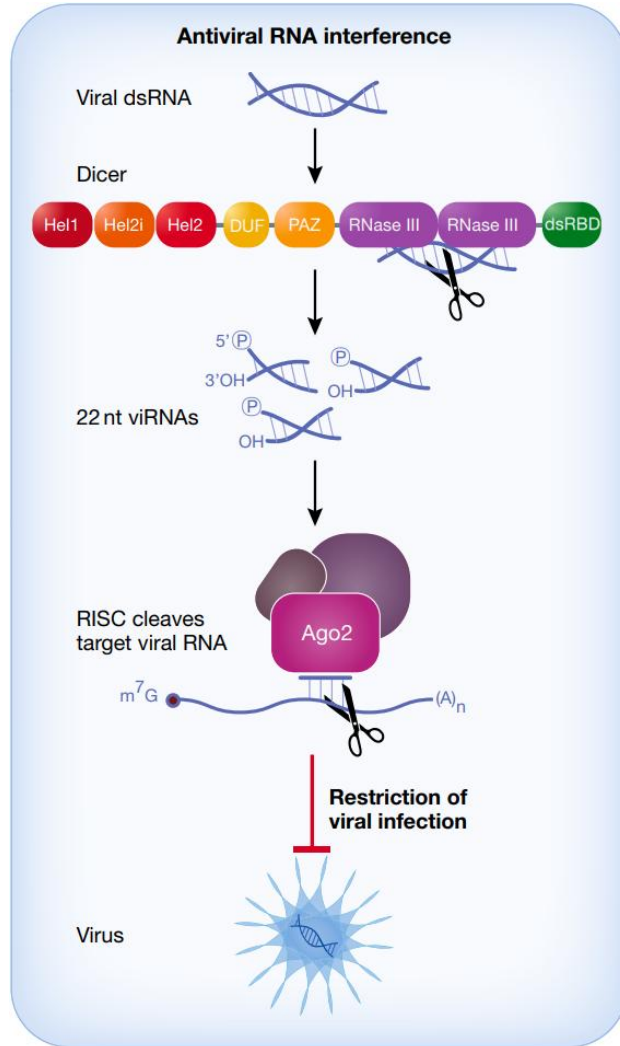 Antiviral RNA interference
Viral dsRNA
Dicer
Hel1 Hel2i Hel2 DUF PAZ RNase III RNase III dsRBD
5' P
3'OH
P
OH
P
OH
22 nt viRNAs
RISC cleaves
target viral RNA
Ago2
m⁷G (A)ₙ
Restriction of
viral infection
Virus